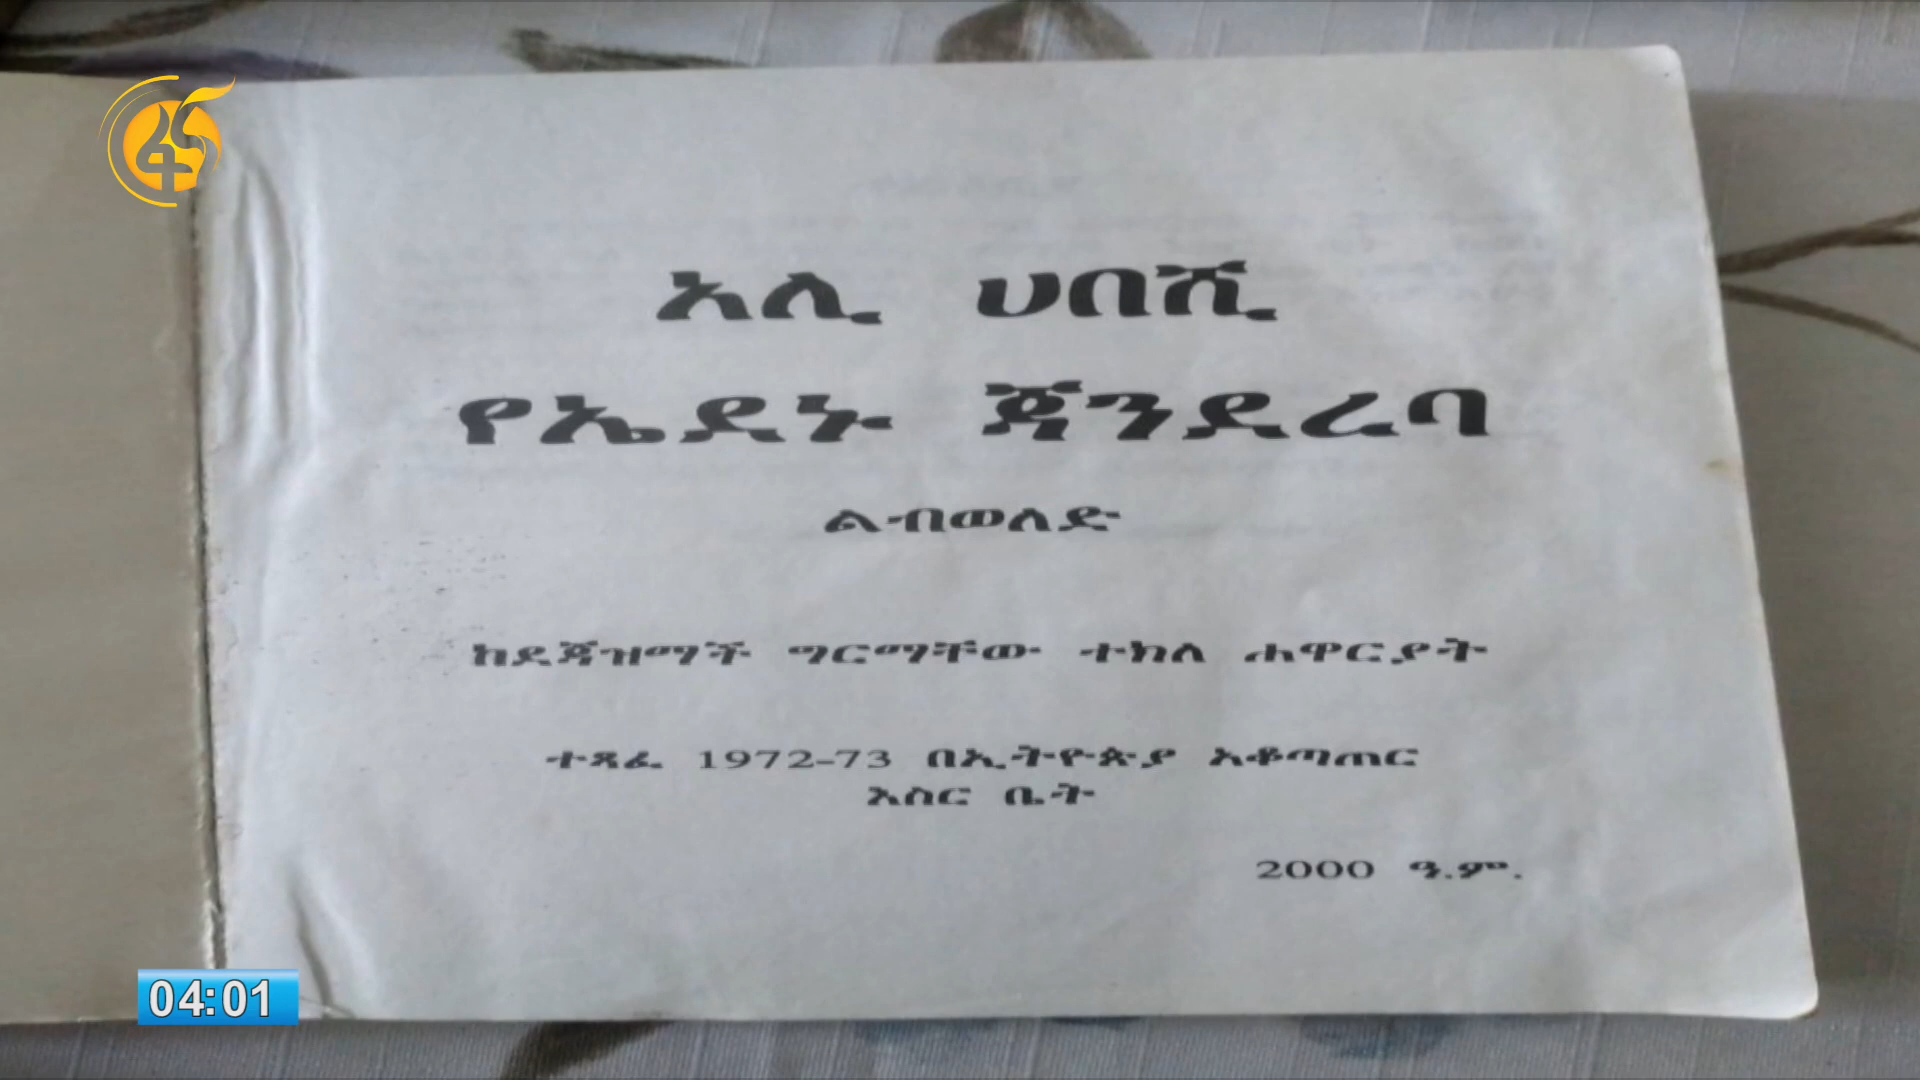 ፋና
አሊ ሀበሺ
የኤደኑ ጃንደረባ
ልብወለድ
ከደጃዝማች ግርማቸው ተክለ ሐዋርያት
ተጻፈ 1972-73 በኢትዮጵያ አቆጣጠር
እስር ቤት
2000 ዓ.ም.
04:01